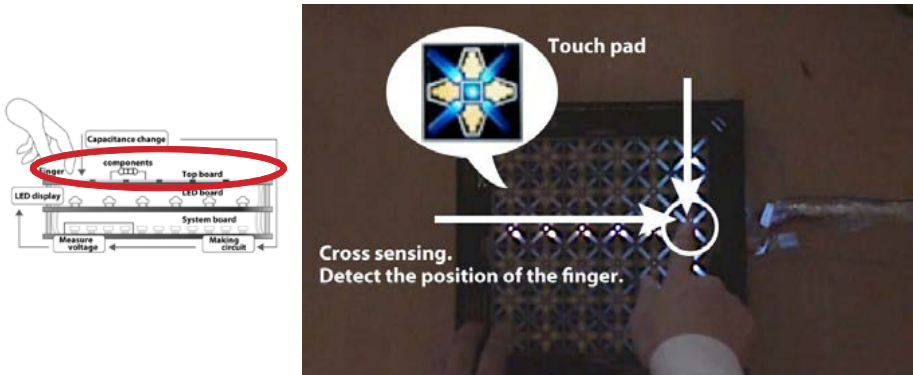 Capacitance change
finger
components
Top board
LED display
LED board
System board
Measure
voltage
Making
circuit
Touch pad
Cross sensing.
Detect the position of the finger.